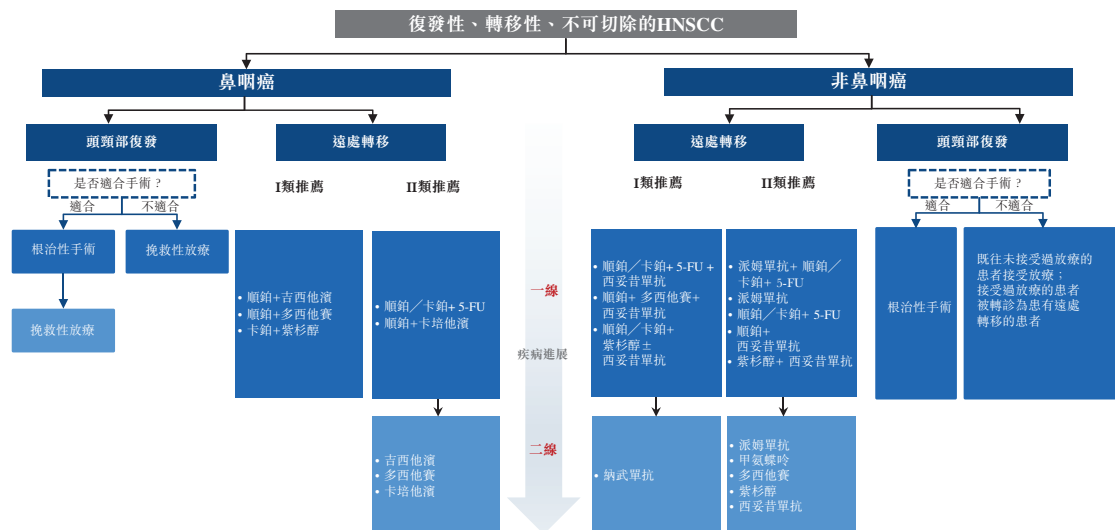 復發性、轉移性、不可切除的HNSCC
鼻咽癌
非鼻咽癌
頭頸部復發
遠處轉移
遠處轉移
頭頸部復發
是否適合手術？
適合
不適合
I類推薦
II類推薦
I類推薦
II類推薦
是否適合手術？
適合
不適合
根治性手術
挽救性放療
挽救性放療
• 順鉑+吉西他濱
• 順鉑+多西他賽
• 卡鉑+紫杉醇
• 順鉑／卡鉑+ 5-FU
• 順鉑+卡培他濱
• 吉西他濱
• 多西他賽
• 卡培他濱
一線
疾病進展
二線
• 順鉑／卡鉑+ 5-FU +
西妥昔單抗
• 順鉑+ 多西他賽+
西妥昔單抗
• 順鉑／卡鉑+
紫杉醇±
西妥昔單抗
• 納武單抗
• 派姆單抗+ 順鉑／
卡鉑+ 5-FU
• 派姆單抗
• 順鉑／卡鉑+ 5-FU
• 順鉑+
西妥昔單抗
• 紫杉醇+ 西妥昔單抗
• 派姆單抗
• 甲氨蝶呤
• 多西他賽
• 紫杉醇
• 西妥昔單抗
根治性手術
既往未接受過放療的
患者接受放療；
接受過放療的患者
被轉診為患有遠處
轉移的患者